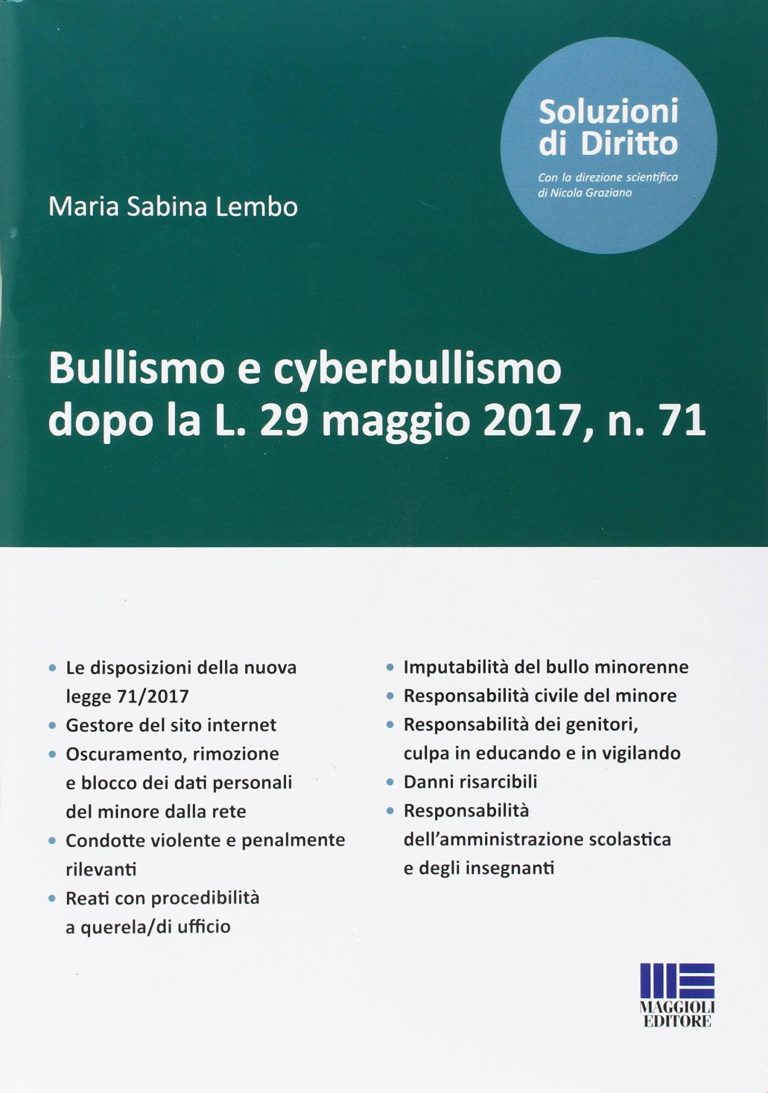 Soluzioni
di Diritto
Con la direzione scientifica
di Nicola Graziano
Maria Sabina Lembo
Bullismo e cyberbullismo
dopo la L. 29 maggio 2017, n. 71
• Le disposizioni della nuova
legge 71/2017
• Gestore del sito internet
• Oscuramento, rimozione
e blocco dei dati personali
del minore dalla rete
• Condotte violente e penalmente
rilevanti
• Reati con procedibilità
a querela/di ufficio
• Imputabilità del bullo minorenne
• Responsabilità civile del minore
• Responsabilità dei genitori,
culpa in educando e in vigilando
• Danni risarcibili
• Responsabilità
dell'amministrazione scolastica
e degli insegnanti
MAGGIOLI
EDITORE